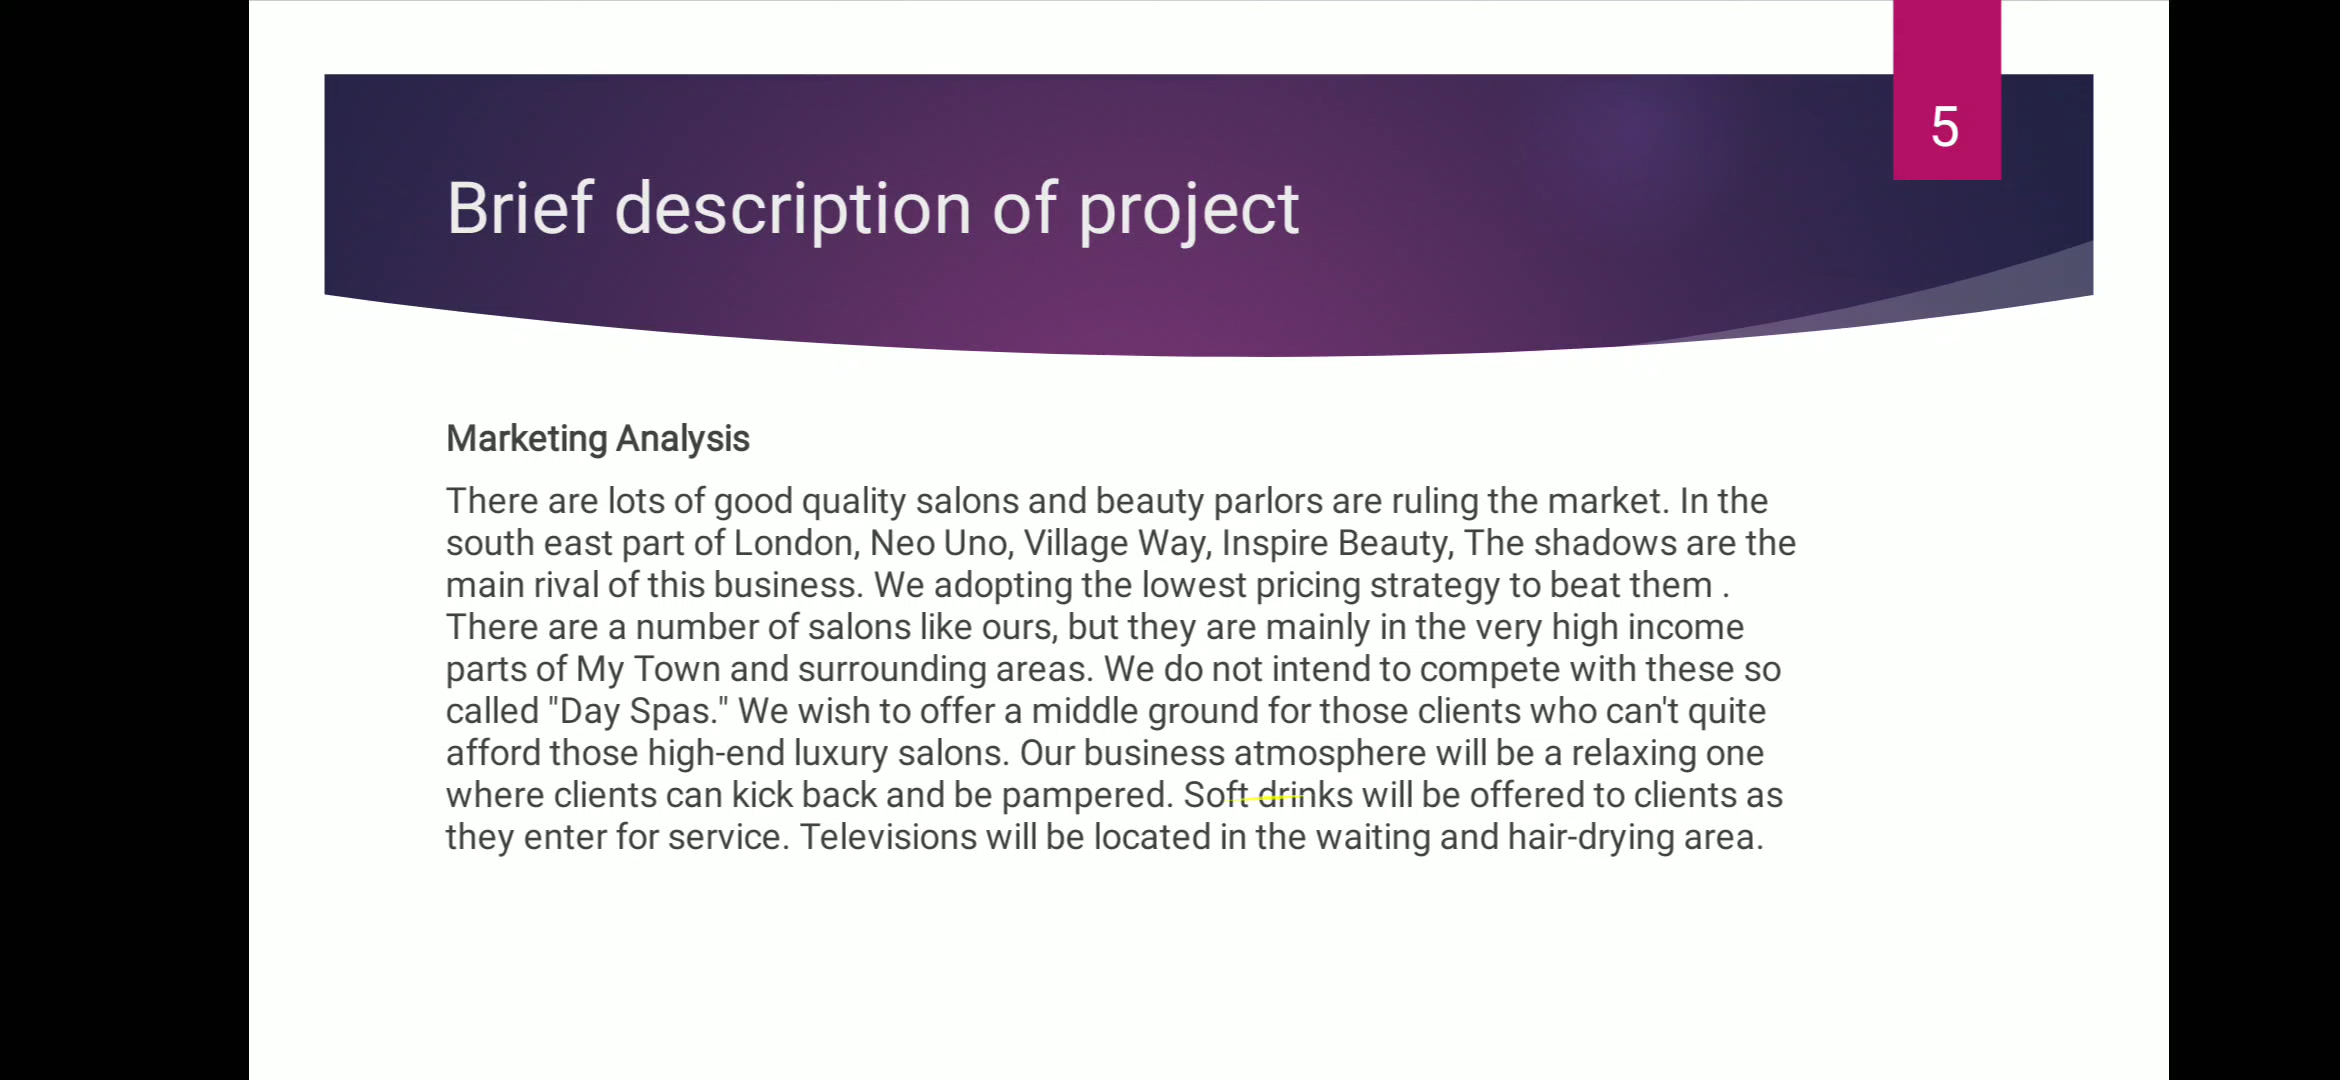 5
Brief description of project
Marketing Analysis
There are lots of good quality salons and beauty parlors are ruling the market. In the
south east part of London, Neo Uno, Village Way, Inspire Beauty, The shadows are the
main rival of this business. We adopting the lowest pricing strategy to beat them .
There are a number of salons like ours, but they are mainly in the very high income
parts of My Town and surrounding areas. We do not intend to compete with these so
called "Day Spas." We wish to offer a middle ground for those clients who can't quite
afford those high-end luxury salons. Our business atmosphere will be a relaxing one
where clients can kick back and be pampered. Soft drinks will be offered to clients as
they enter for service. Televisions will be located in the waiting and hair-drying area.